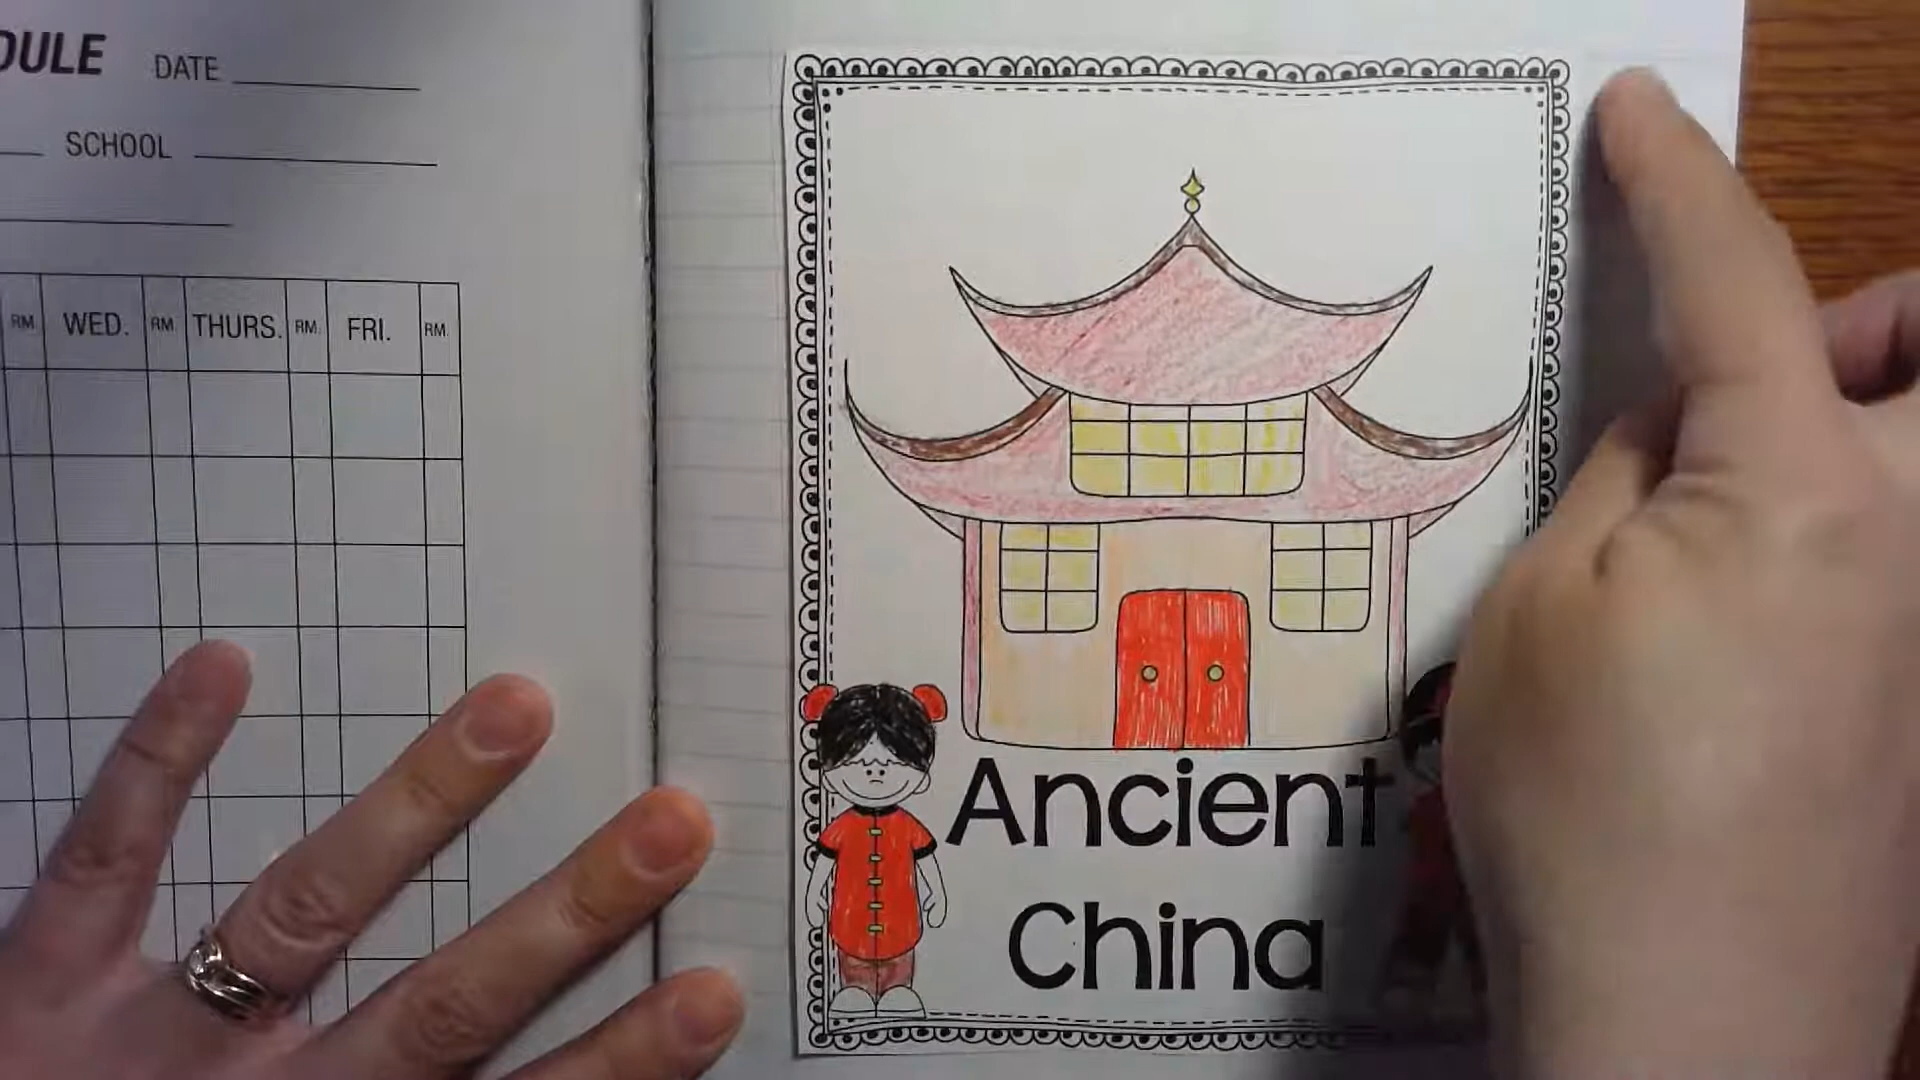 DULE DATE
SCHOOL
RM. WED. RM. THURS. RM. FRI. RM.
Ancient
China